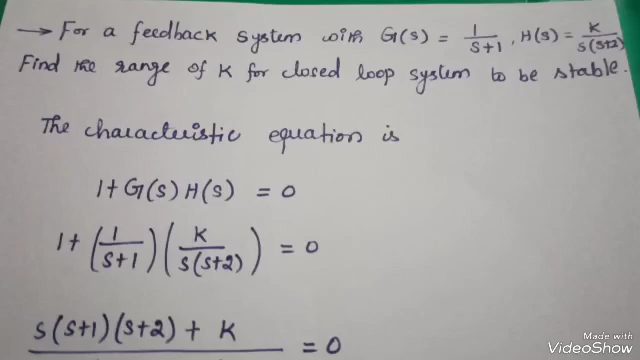 → For a feedback system with G(s) = 1/(s+1), H(s) = K/(s(s+2))
Find the range of K for closed loop system to be stable.
The characteristic equation is
1+G(s)H(s) = 0
1+(1/(s+1))(K/(s(s+2))) = 0
s(s+1)(s+2) + K = 0
Made with
VideoShow